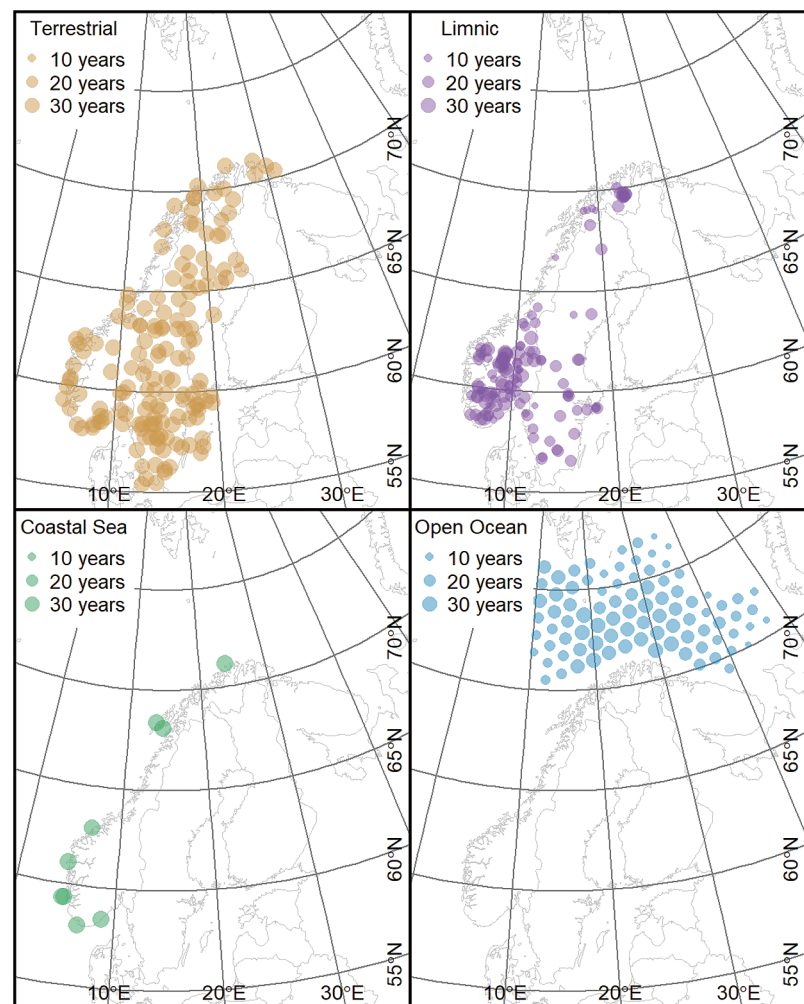 Terrestrial
10 years
20 years
30 years
70°N
65°N
60°N
55°N
10°E
20°E
30°E
Limnic
10 years
20 years
30 years
70°N
65°N
60°N
55°N
10°E
20°E
30°E
Coastal Sea
10 years
20 years
30 years
70°N
65°N
60°N
55°N
10°E
20°E
30°E
Open Ocean
10 years
20 years
30 years
70°N
65°N
60°N
55°N
10°E
20°E
30°E